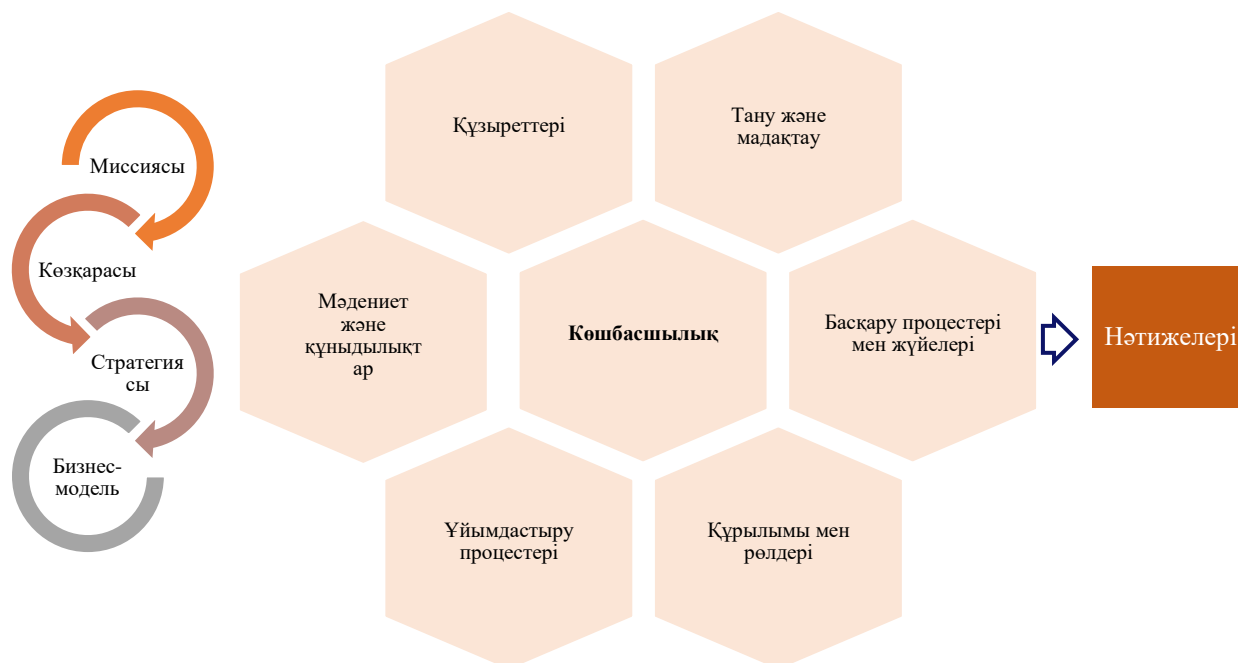 Миссиясы
Көзқарасы
Стратегия
сы
Бизнес-
модель
Құзыреттері
Тану және
мадақтау
Мәдениет
және
құныдылықт
ар
Көшбасшылық
Басқару процестері
мен жүйелері
Ұйымдастыру
процестері
Құрылымы мен
рөлдері
Нәтижелері